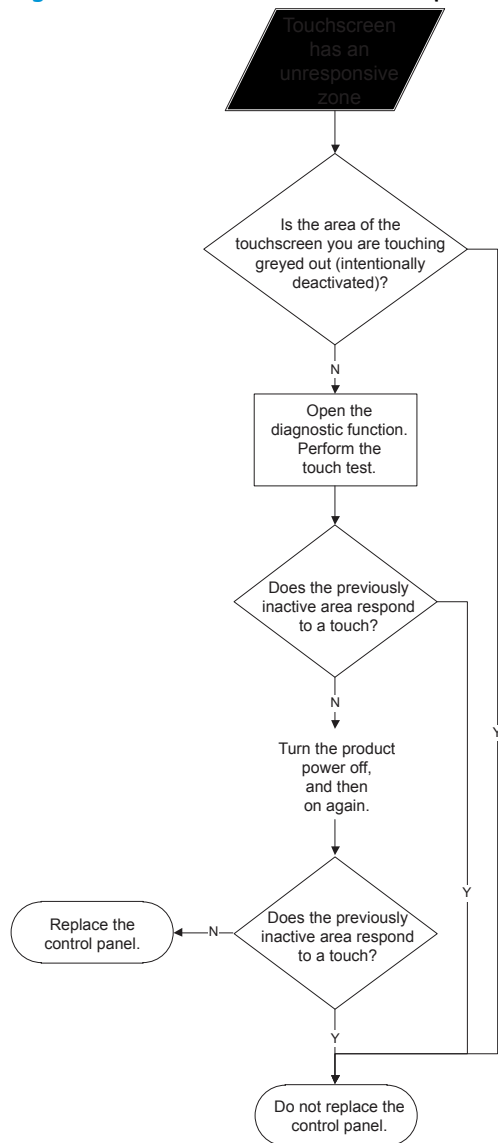 Touchscreen
has an
unresponsive
zone
Is the area of the
touchscreen you are touching
greyed out (intentionally
deactivated)?
N
Open the
diagnostic function.
Perform the
touch test.
Does the previously
inactive area respond
to a touch?
N
Y
Turn the product
power off,
and then
on again.
Y
Replace the
control panel.
N
Does the previously
inactive area respond
to a touch?
Y
Do not replace the
control panel.